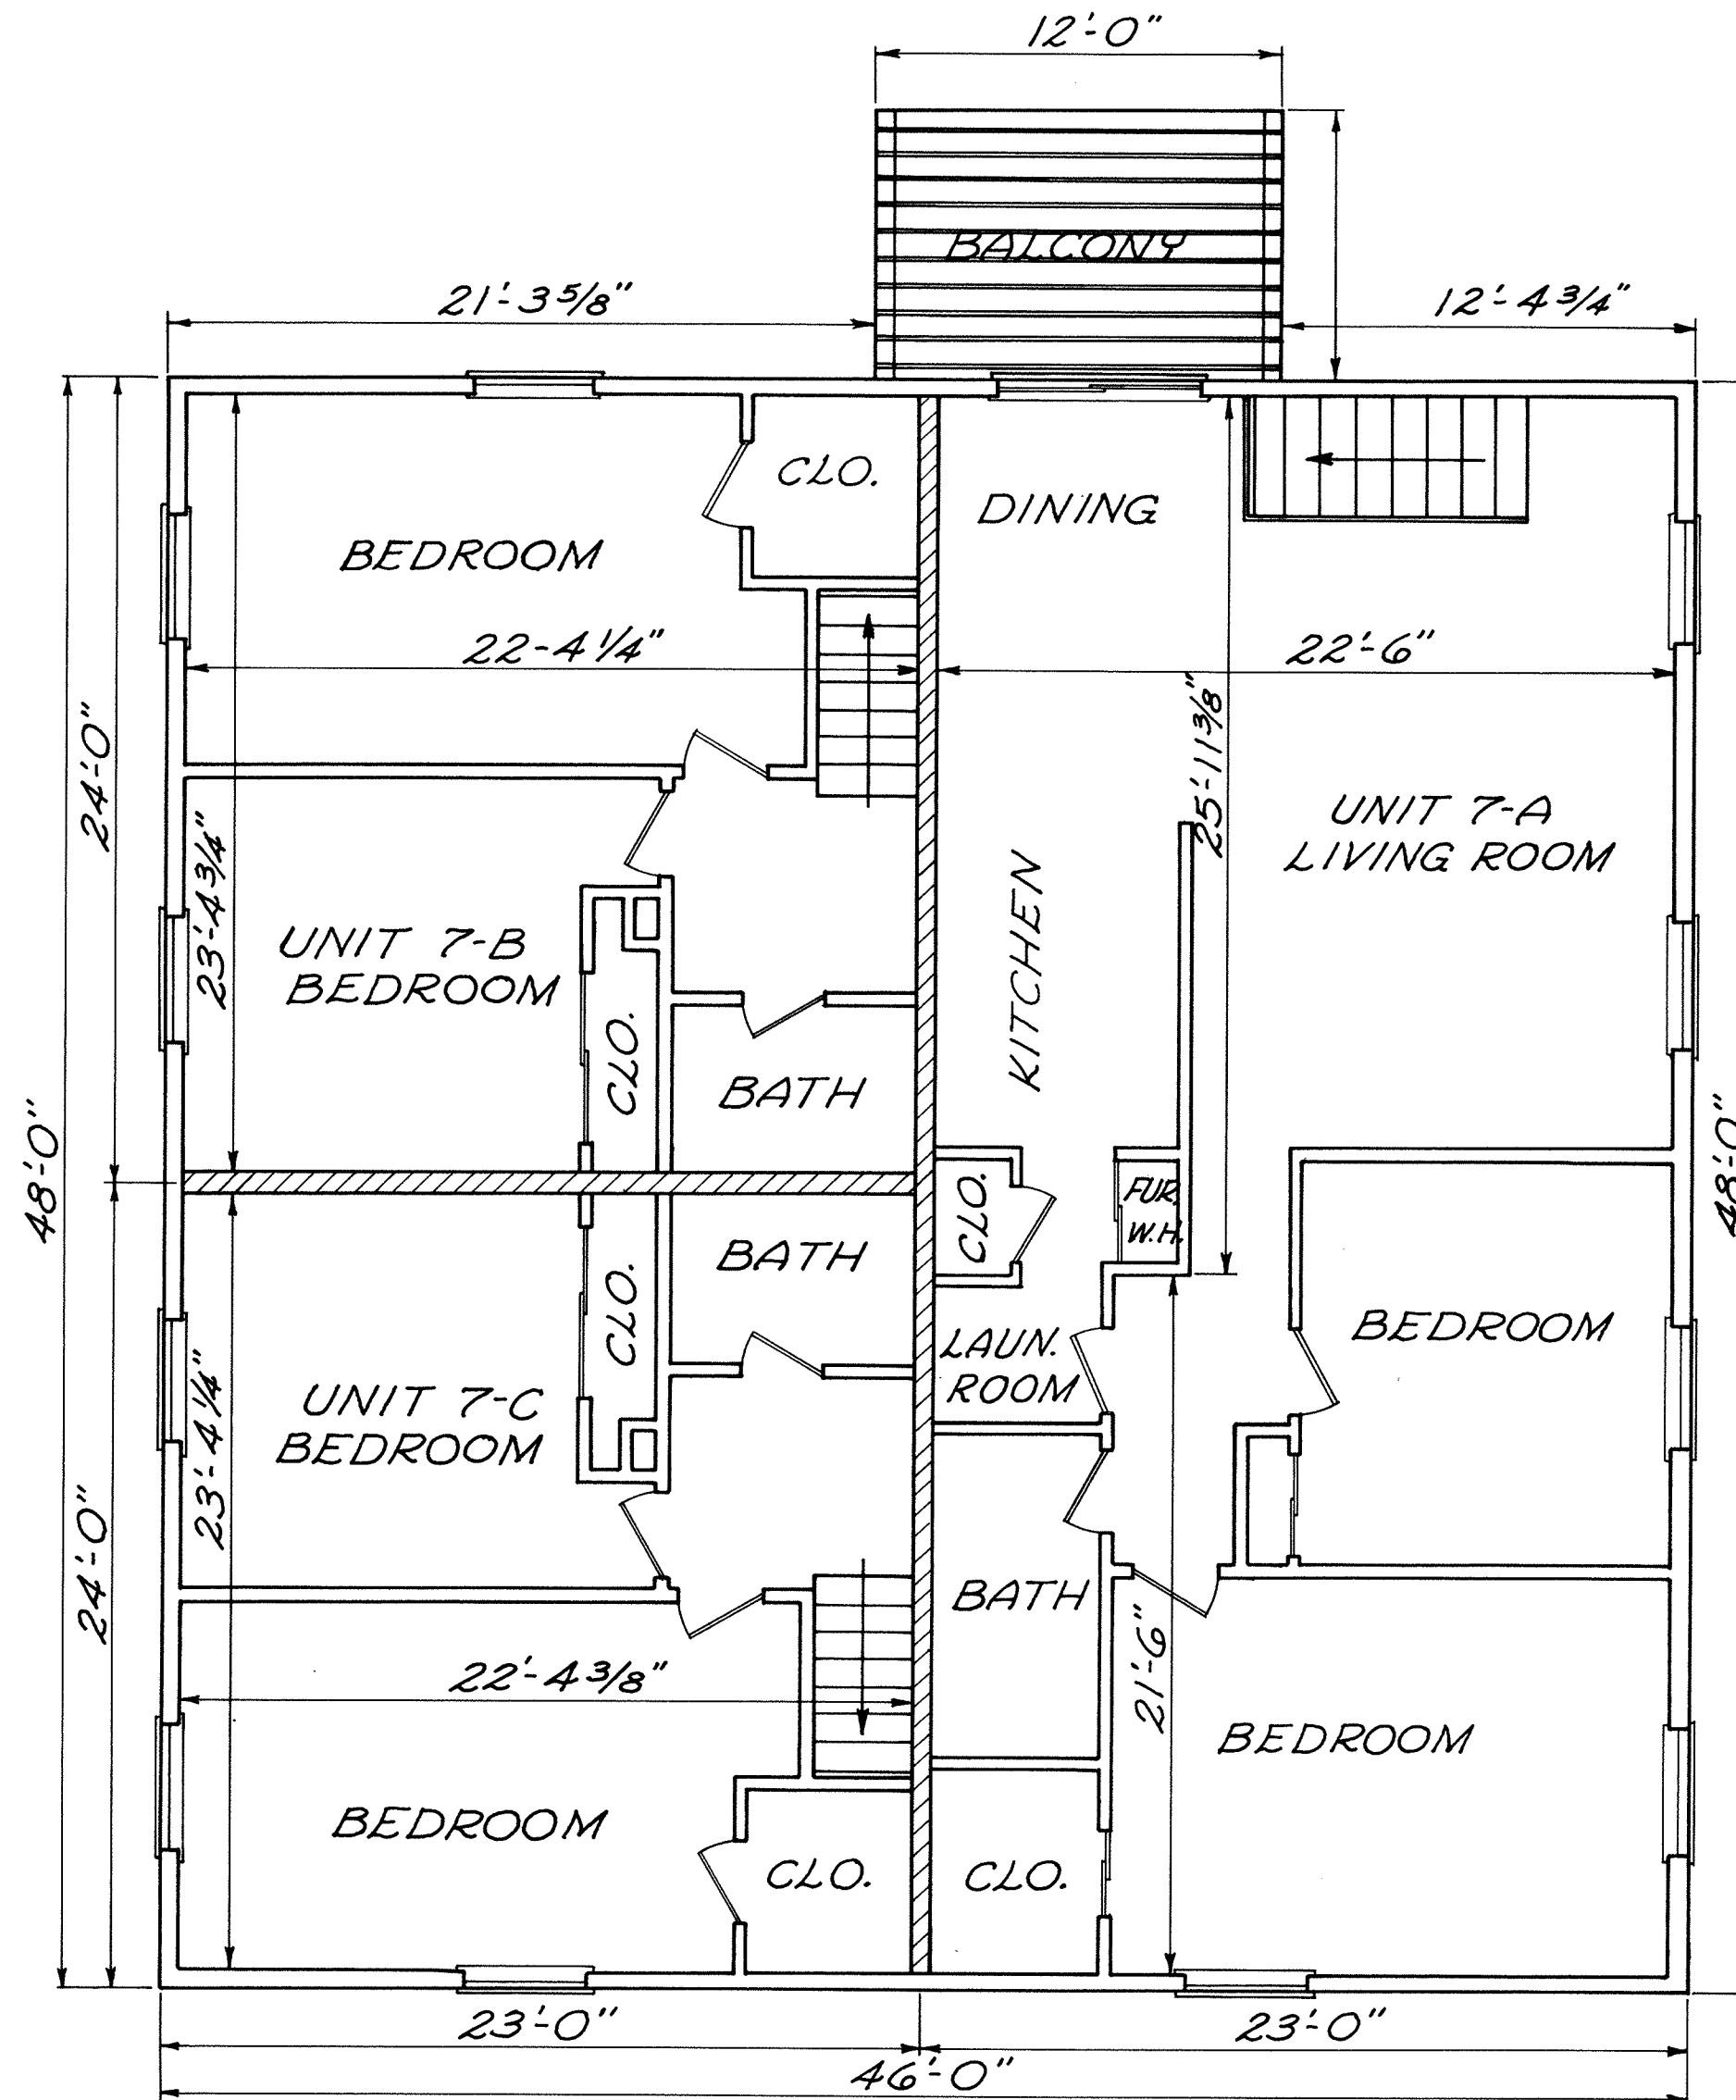 12'-0"
BALCONY
21'-3 5/8"
12'-4 3/4"
CLO.
DINING
BEDROOM
22-4 1/4"
22'-6"
24'-0"
25'-11 3/8"
UNIT 7-A
LIVING ROOM
23'-4 3/4"
KITCHEN
UNIT 7-B
BEDROOM
CLO.
BATH
48'-0"
48'-0"
CLO.
FUR.
W.H.
BATH
CLO.
BEDROOM
LAUN.
ROOM
UNIT 7-C
BEDROOM
23'-4 1/4"
24'-0"
BATH
21'-6"
22'-4 3/8"
BEDROOM
BEDROOM
CLO.
CLO.
23'-0"
23'-0"
46'-0"